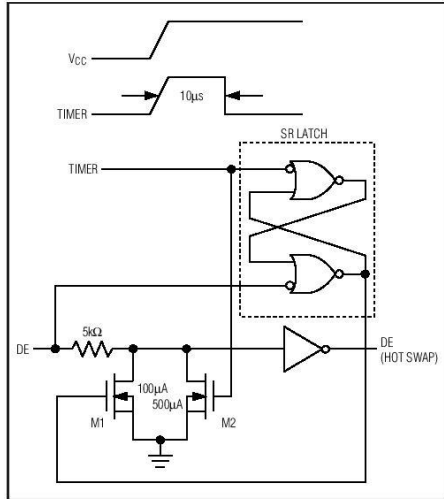 VCC
10µs
TIMER
SR LATCH
TIMER
5kΩ
DE
DE
(HOT SWAP)
100µA
500µA
M1
M2